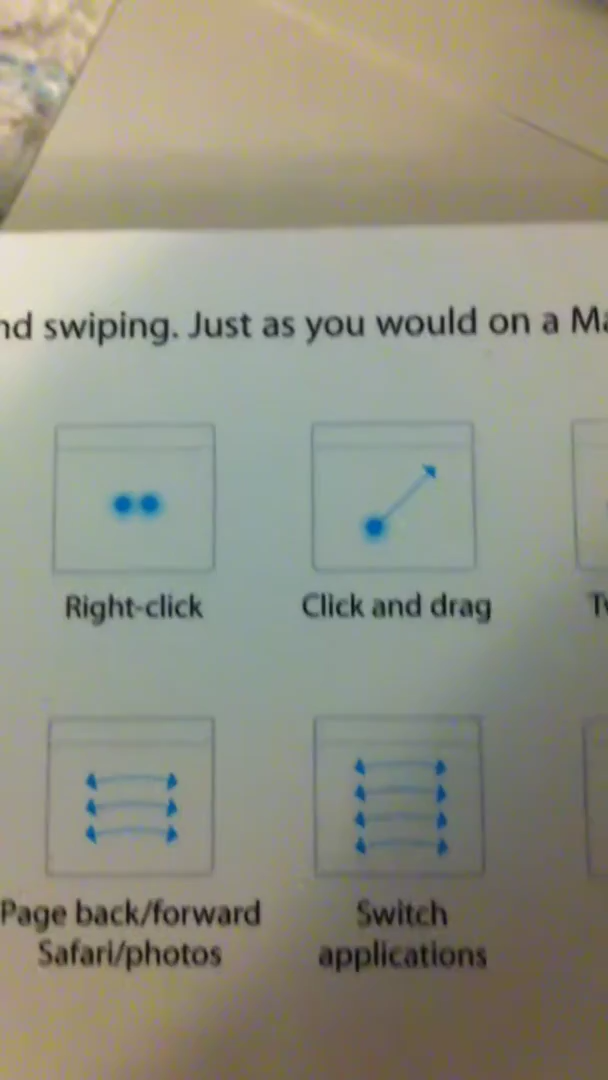 nd swiping. Just as you would on a Ma
Right-click
Click and drag
Page back/forward
Safari/photos
Switch
applications